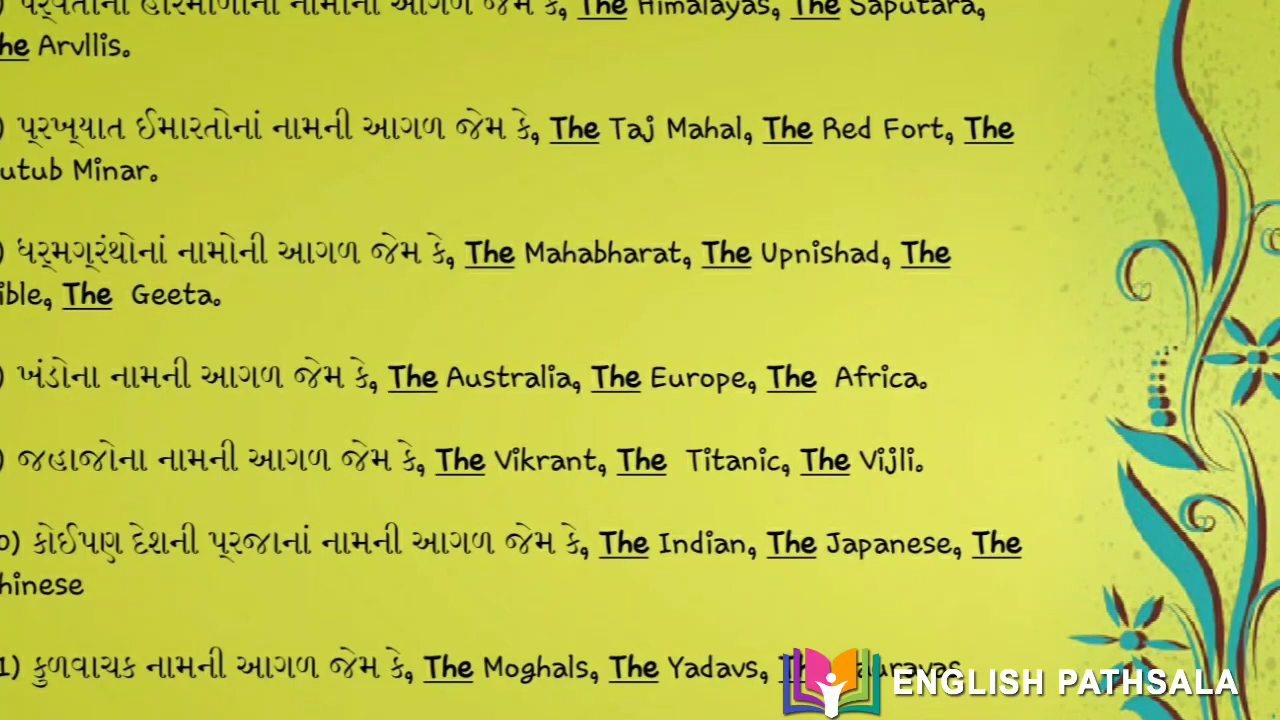 ) પર્વતોની હારમાળાના નામોની આગળ જેમ કે, The Himalayas, The Saputara,
he Arvllis.
) પ્રખ્યાત ઈમારતોનાં નામની આગળ જેમ કે, The Taj Mahal, The Red Fort, The
utub Minar.
) ધર્મગ્રંથોનાં નામોની આગળ જેમ કે, The Mahabharat, The Upnishad, The
ible, The Geeta.
) ખંડોના નામની આગળ જેમ કે, The Australia, The Europe, The Africa.
) જહાજોના નામની આગળ જેમ કે, The Vikrant, The Titanic, The Vijli.
0) કોઈપણ દેશની પ્રજાનાં નામની આગળ જેમ કે, The Indian, The Japanese, The
hinese
1) કુળવાચક નામની આગળ જેમ કે, The Moghals, The Yadavs,
ENGLISH PATHSALA